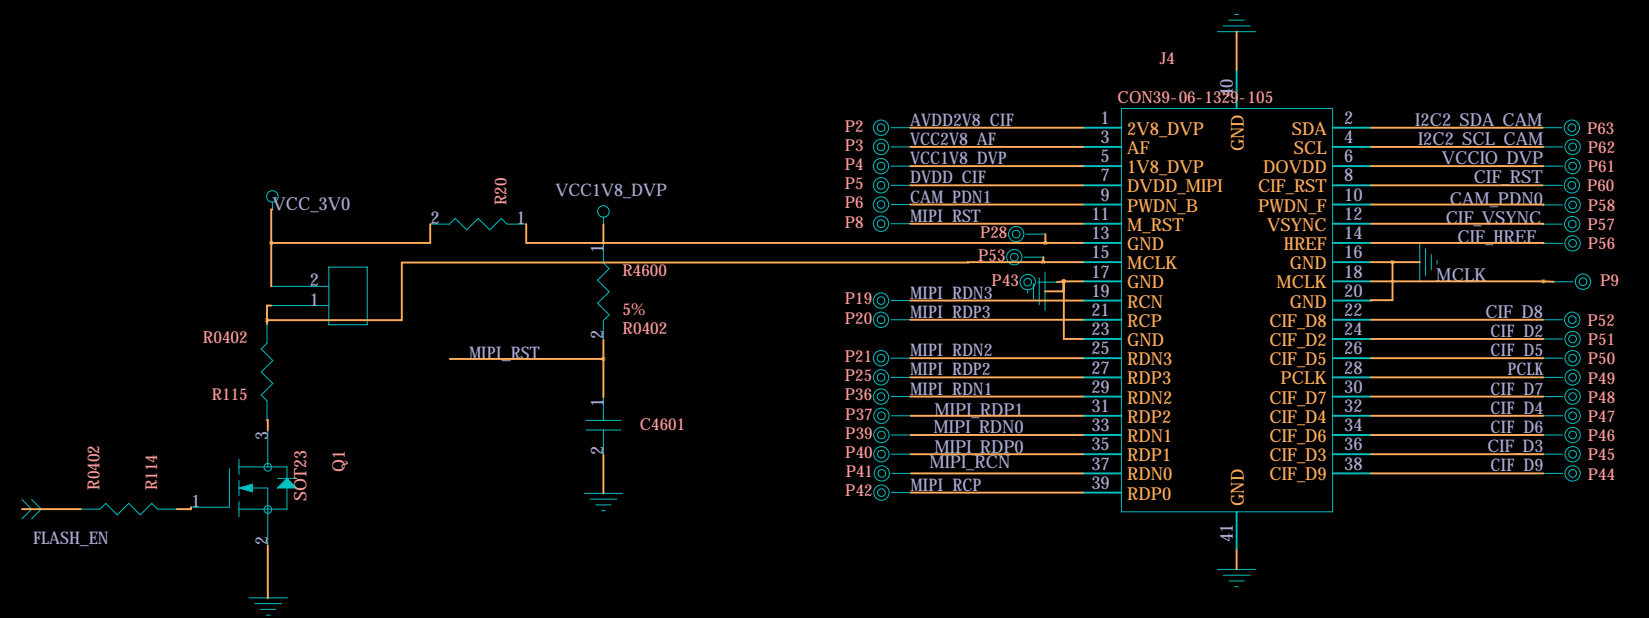 J4
CON39-06-1329-105
40
GND
P2 AVDD2V8_CIF 1 2V8_DVP SDA 2 I2C2_SDA_CAM P63
P3 VCC2V8_AF 3 AF SCL 4 I2C2_SCL_CAM P62
P4 VCC1V8_DVP 5 1V8_DVP DOVDD 6 VCCIO_DVP P61
P5 DVDD_CIF 7 DVDD_MIPI CIF_RST 8 CIF_RST P60
P6 CAM_PDN1 9 PWDN_B PWDN_F 10 CAM_PDN0 P58
P8 MIPI_RST 11 M_RST VSYNC 12 CIF_VSYNC P57
P28 13 GND HREF 14 CIF_HREF P56
P53 15 MCLK GND 16
P43 17 GND MCLK 18 MCLK P9
P19 MIPI_RDN3 19 RCN GND 20
P20 MIPI_RDP3 21 RCP CIF_D8 22 CIF_D8 P52
23 GND CIF_D2 24 CIF_D2 P51
P21 MIPI_RDN2 25 RDN3 CIF_D5 26 CIF_D5 P50
P25 MIPI_RDP2 27 RDP3 PCLK 28 PCLK P49
P36 MIPI_RDN1 29 RDN2 CIF_D7 30 CIF_D7 P48
P37 MIPI_RDP1 31 RDP2 CIF_D4 32 CIF_D4 P47
P39 MIPI_RDN0 33 RDN1 CIF_D6 34 CIF_D6 P46
P40 MIPI_RDP0 35 RDP1 CIF_D3 36 CIF_D3 P45
P41 MIPI_RCN 37 RDN0 CIF_D9 38 CIF_D9 P44
P42 MIPI_RCP 39 RDP0
GND
41
VCC_3V0
2 R20 1
VCC1V8_DVP
1
R4600
5%
R0402
2
MIPI_RST
1
C4601
2
2
1
R0402
R115
3
R0402
R114
1
SOT23
Q1
2
FLASH_EN